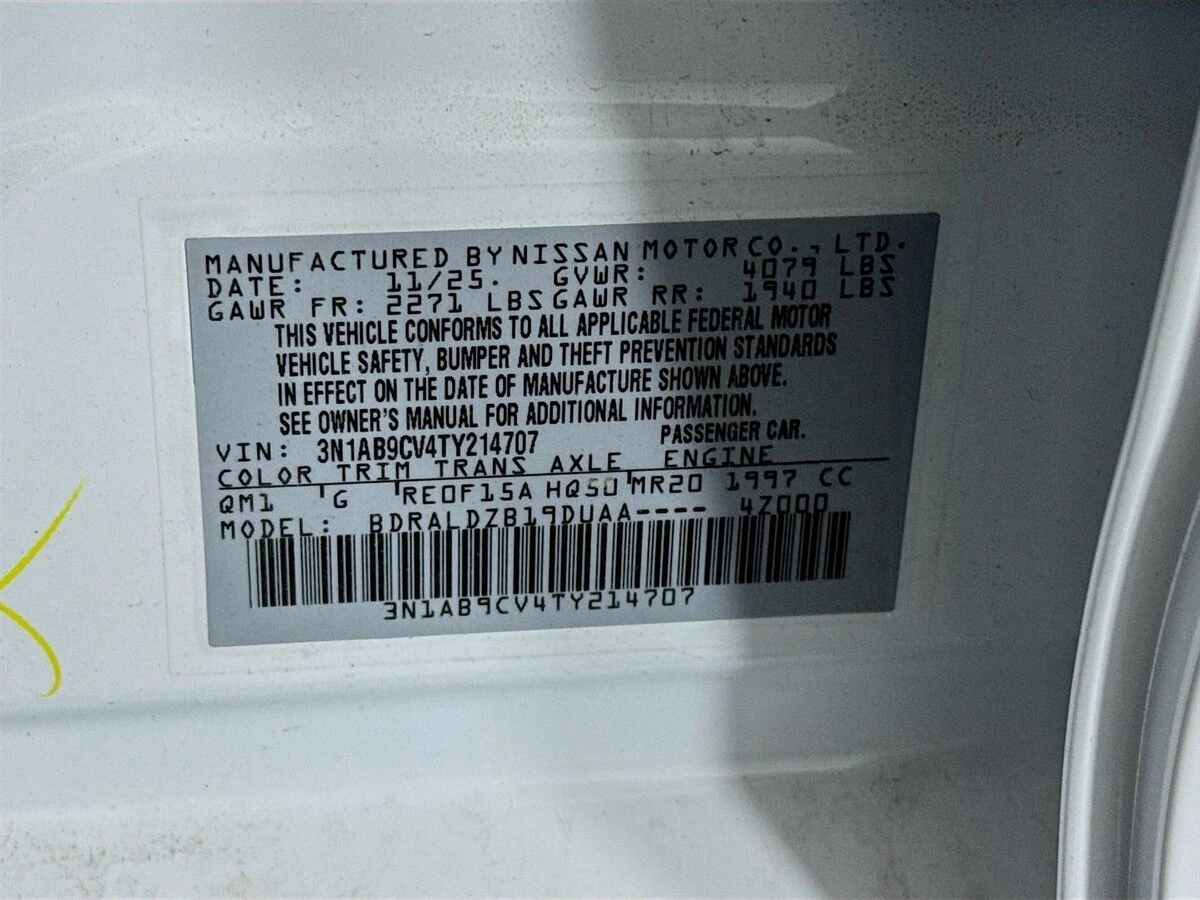 MANUFACTURED BY NISSAN MOTOR CO., LTD.
DATE: 11/25. GVWR: 4079 LBS
GAWR FR: 2271 LBS GAWR RR: 1940 LBS
THIS VEHICLE CONFORMS TO ALL APPLICABLE FEDERAL MOTOR
VEHICLE SAFETY, BUMPER AND THEFT PREVENTION STANDARDS
IN EFFECT ON THE DATE OF MANUFACTURE SHOWN ABOVE.
SEE OWNER'S MANUAL FOR ADDITIONAL INFORMATION.
VIN: 3N1AB9CV4TY214707 PASSENGER CAR.
COLOR TRIM TRANS AXLE ENGINE
QM1 G RE0F15A HQ50 MR20 1997 CC
MODEL: BDRALDZB19DUAA---- 4Z000
3N1AB9CV4TY214707